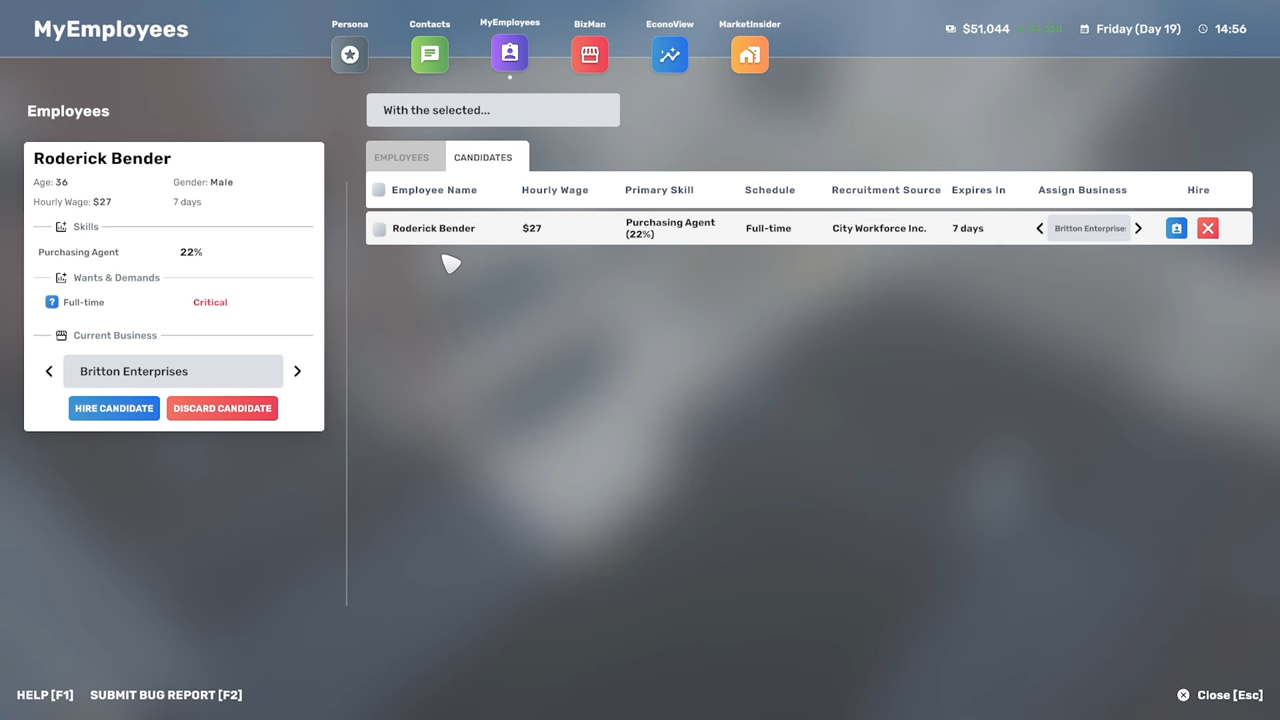 MyEmployees
Persona
Contacts
MyEmployees
BizMan
EconoView
MarketInsider
$51,044
Friday (Day 19)
14:56
Employees
With the selected...
Roderick Bender
Age: 36
Gender: Male
Hourly Wage: $27
7 days
Skills
Purchasing Agent 22%
Wants & Demands
? Full-time Critical
Current Business
Britton Enterprises
HIRE CANDIDATE
DISCARD CANDIDATE
EMPLOYEES
CANDIDATES
Employee Name Hourly Wage Primary Skill Schedule Recruitment Source Expires In Assign Business Hire
Roderick Bender $27 Purchasing Agent (22%) Full-time City Workforce Inc. 7 days Britton Enterprise
HELP [F1]
SUBMIT BUG REPORT [F2]
Close [Esc]